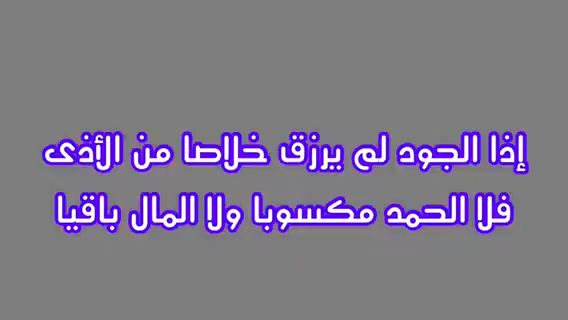 إذا الجود لم يرزق خلاصا من الأذى
فلا الحمد مكسوبا ولا المال باقيا